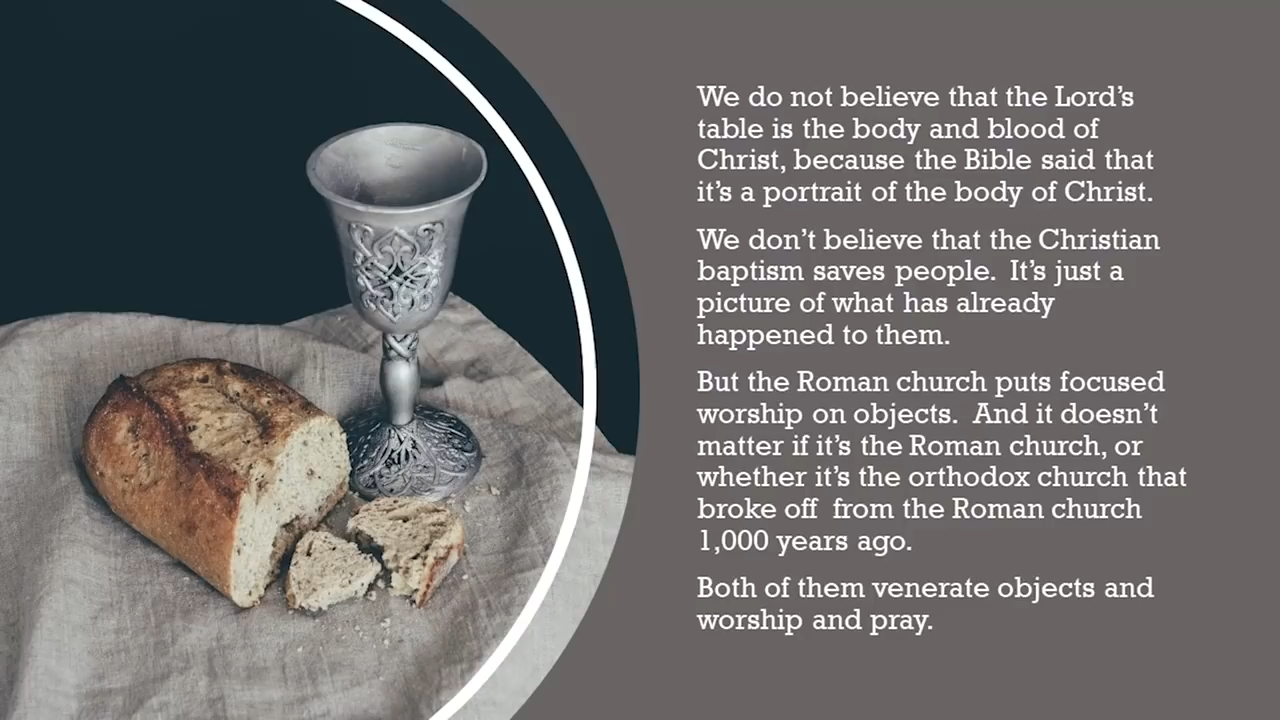 We do not believe that the Lord’s
table is the body and blood of
Christ, because the Bible said that
it’s a portrait of the body of Christ.
We don’t believe that the Christian
baptism saves people.  It’s just a
picture of what has already
happened to them.
But the Roman church puts focused
worship on objects.  And it doesn’t
matter if it’s the Roman church, or
whether it’s the orthodox church that
broke off  from the Roman church
1,000 years ago.
Both of them venerate objects and
worship and pray.